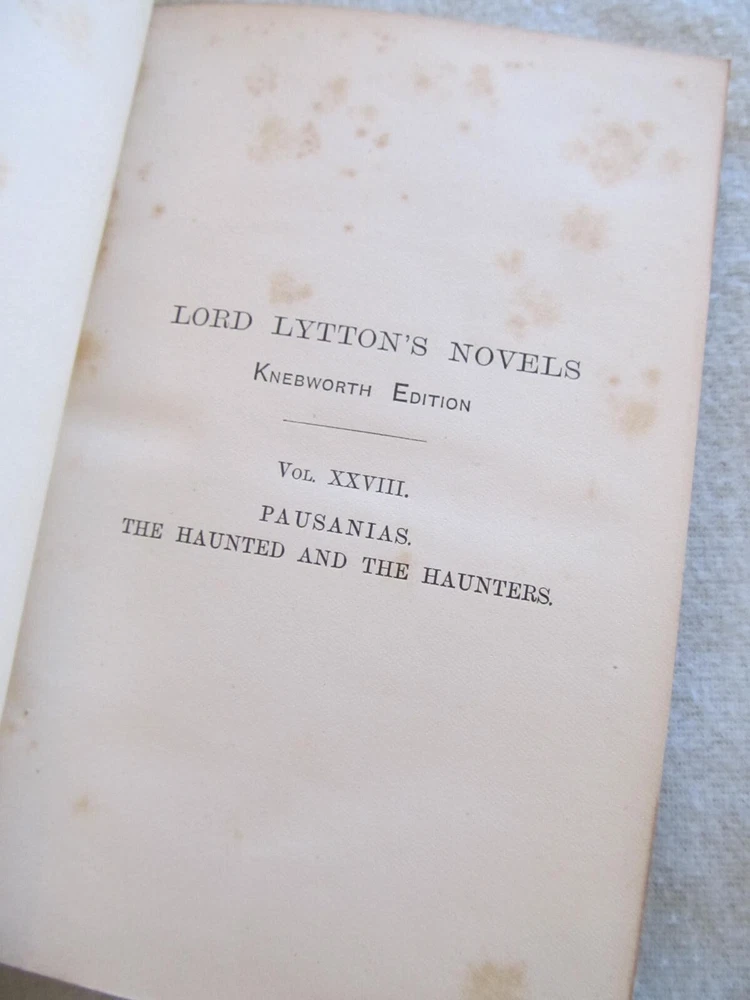 LORD LYTTON'S NOVELS
KNEBWORTH EDITION
VOL. XXVIII.
PAUSANIAS.
THE HAUNTED AND THE HAUNTERS.